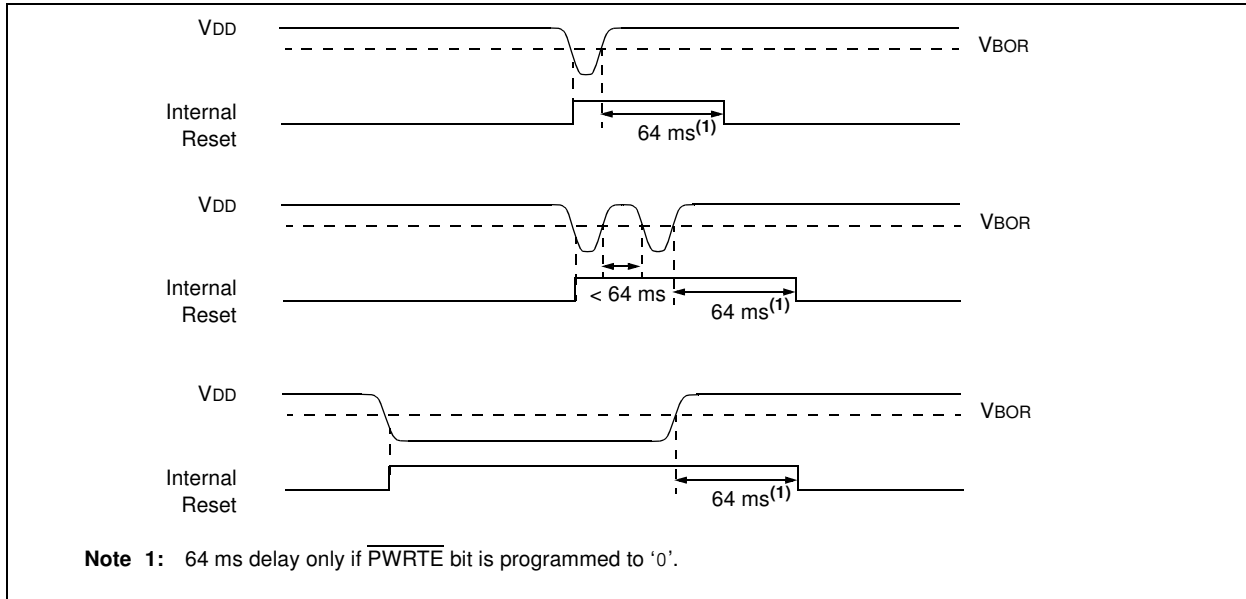 VDD
VBOR
Internal
Reset
64 ms(1)
VDD
VBOR
Internal
Reset
< 64 ms
64 ms(1)
VDD
VBOR
Internal
Reset
64 ms(1)
Note 1: 64 ms delay only if PWRTE bit is programmed to ‘0’.